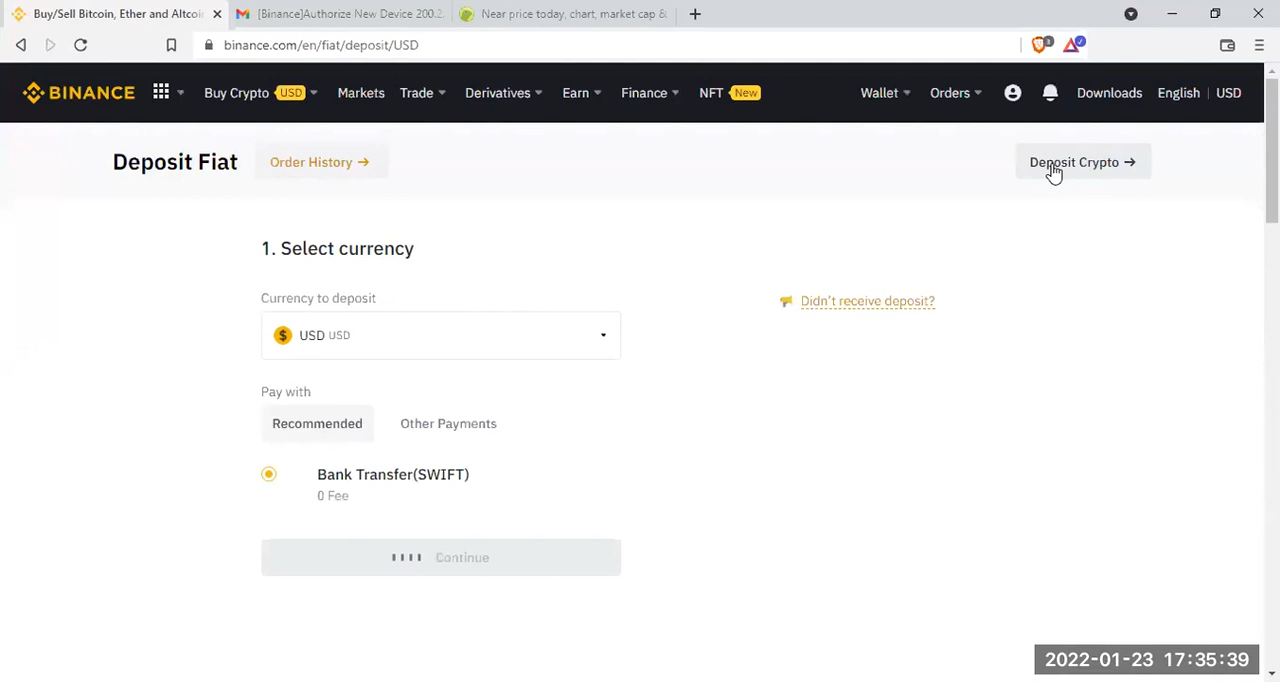 Buy/Sell Bitcoin, Ether and Altcoi
[Binance]Authorize New Device 200.2
Near price today, chart, market cap &
binance.com/en/fiat/deposit/USD
3
BINANCE
Buy Crypto USD
Markets
Trade
Derivatives
Earn
Finance
NFT New
Wallet
Orders
Downloads
English | USD
Deposit Fiat
Order History →
Deposit Crypto →
1. Select currency
Currency to deposit
Didn't receive deposit?
$ USD USD
Pay with
Recommended
Other Payments
Bank Transfer(SWIFT)
0 Fee
Continue
2022-01-23 17:35:39